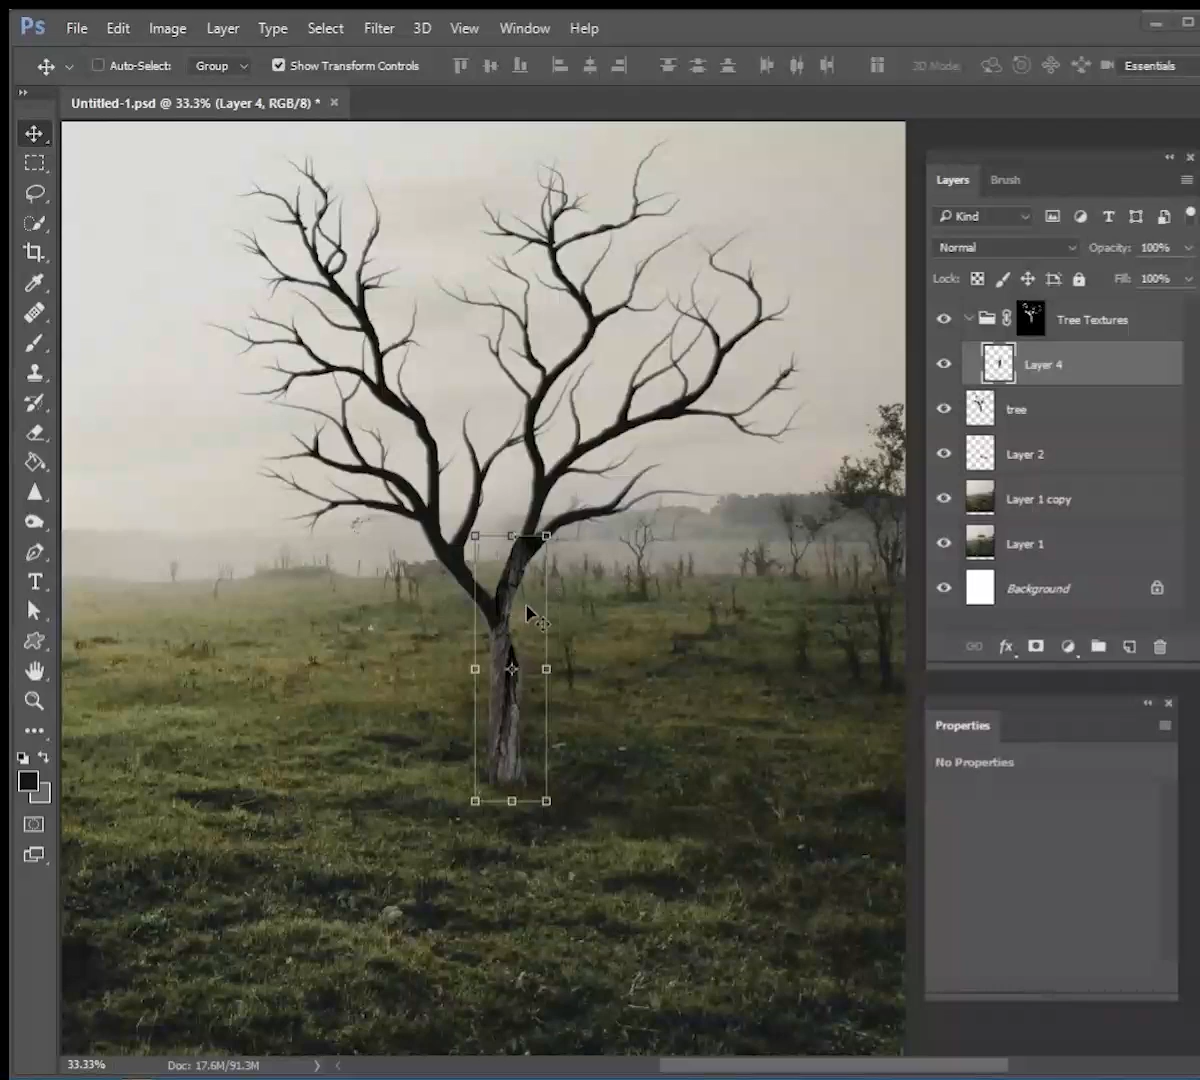 Ps File Edit Image Layer Type Select Filter 3D View Window Help
Auto-Select: Group Show Transform Controls 3D Mode: Essentials
Untitled-1.psd @ 33.3% (Layer 4, RGB/8) *
Layers Brush
Kind
Normal Opacity: 100%
Lock: Fill: 100%
Tree Textures
Layer 4
tree
Layer 2
Layer 1 copy
Layer 1
Background
fx
Properties
No Properties
33.33% Doc: 17.6M/91.3M